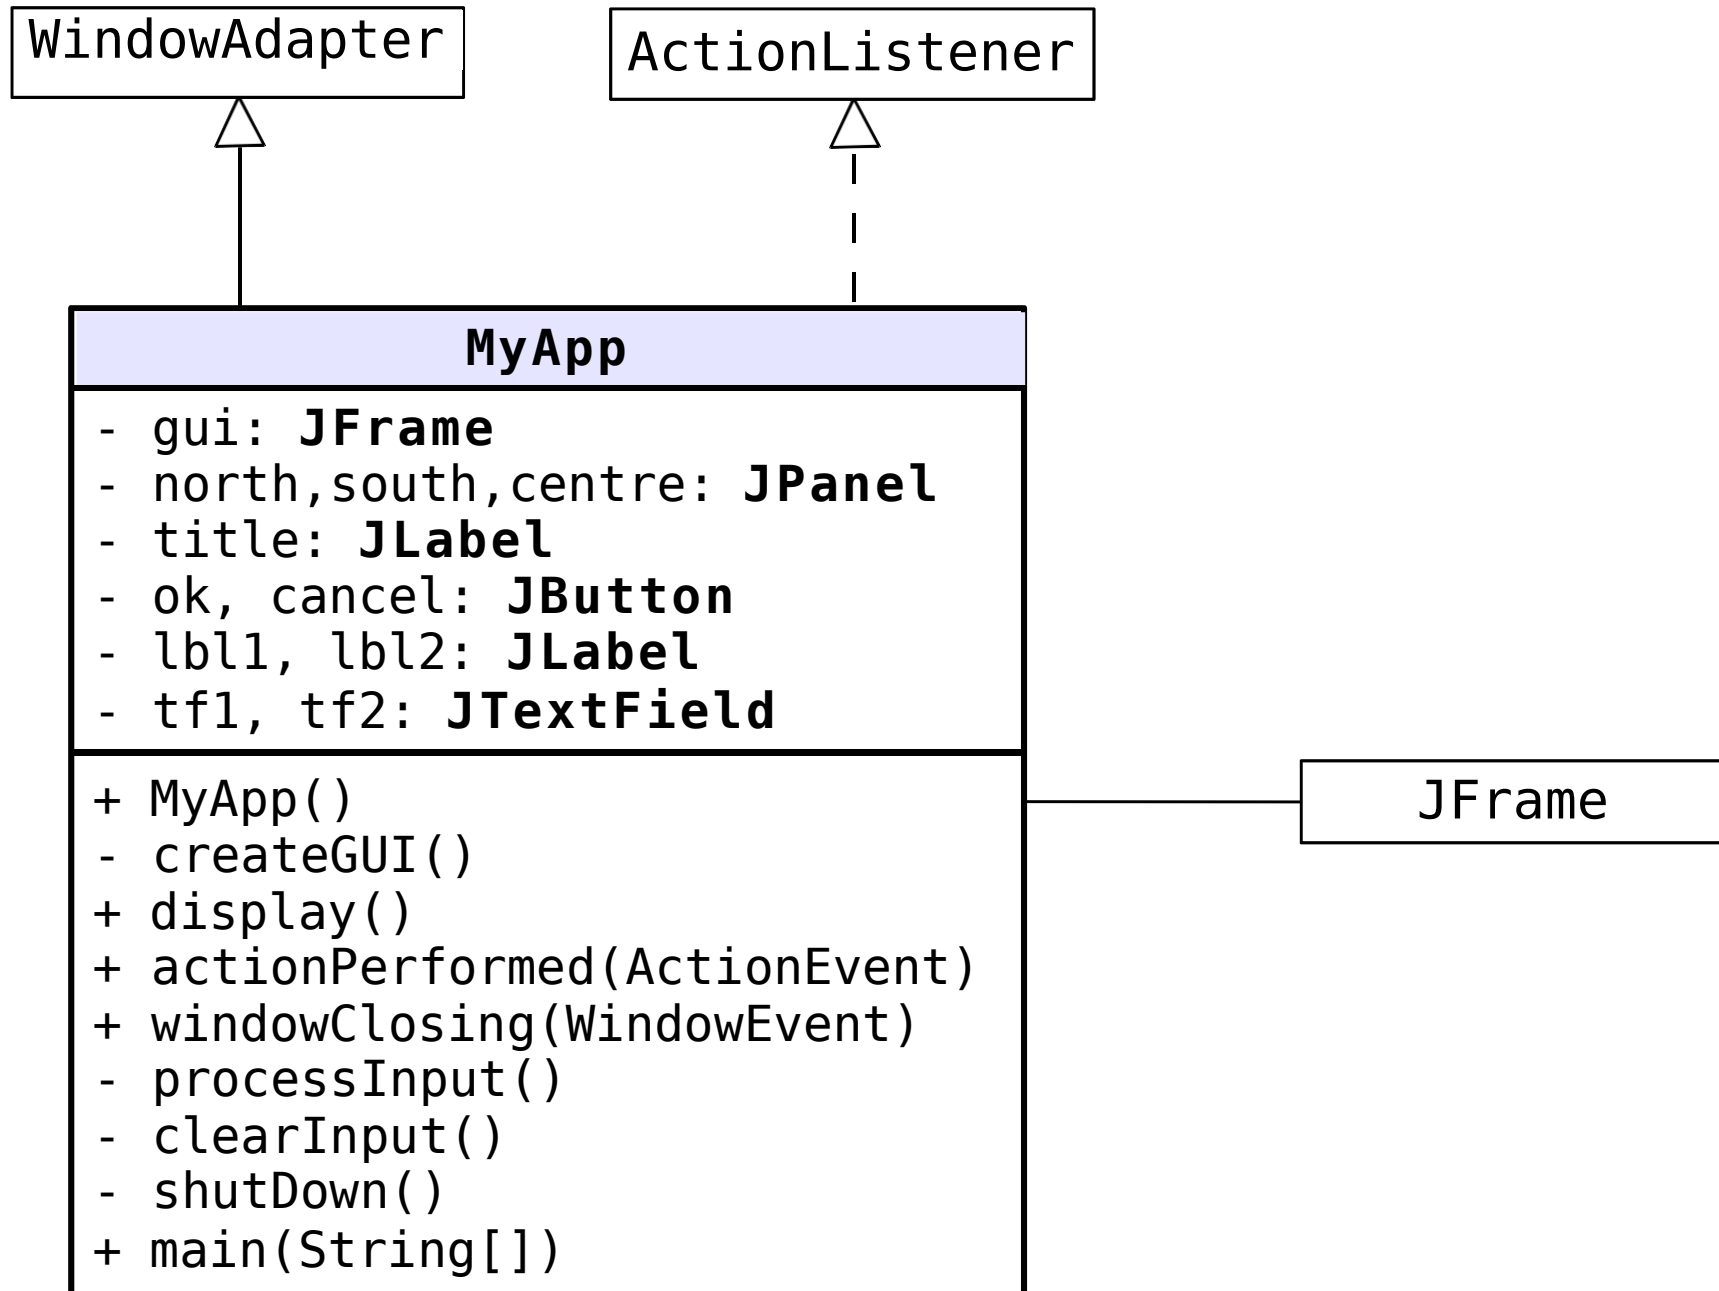 WindowAdapter
ActionListener
MyApp
- gui: JFrame
- north,south,centre: JPanel
- title: JLabel
- ok, cancel: JButton
- lbl1, lbl2: JLabel
- tf1, tf2: JTextField
+ MyApp()
- createGUI()
+ display()
+ actionPerformed(ActionEvent)
+ windowClosing(WindowEvent)
- processInput()
- clearInput()
- shutDown()
+ main(String[])
JFrame